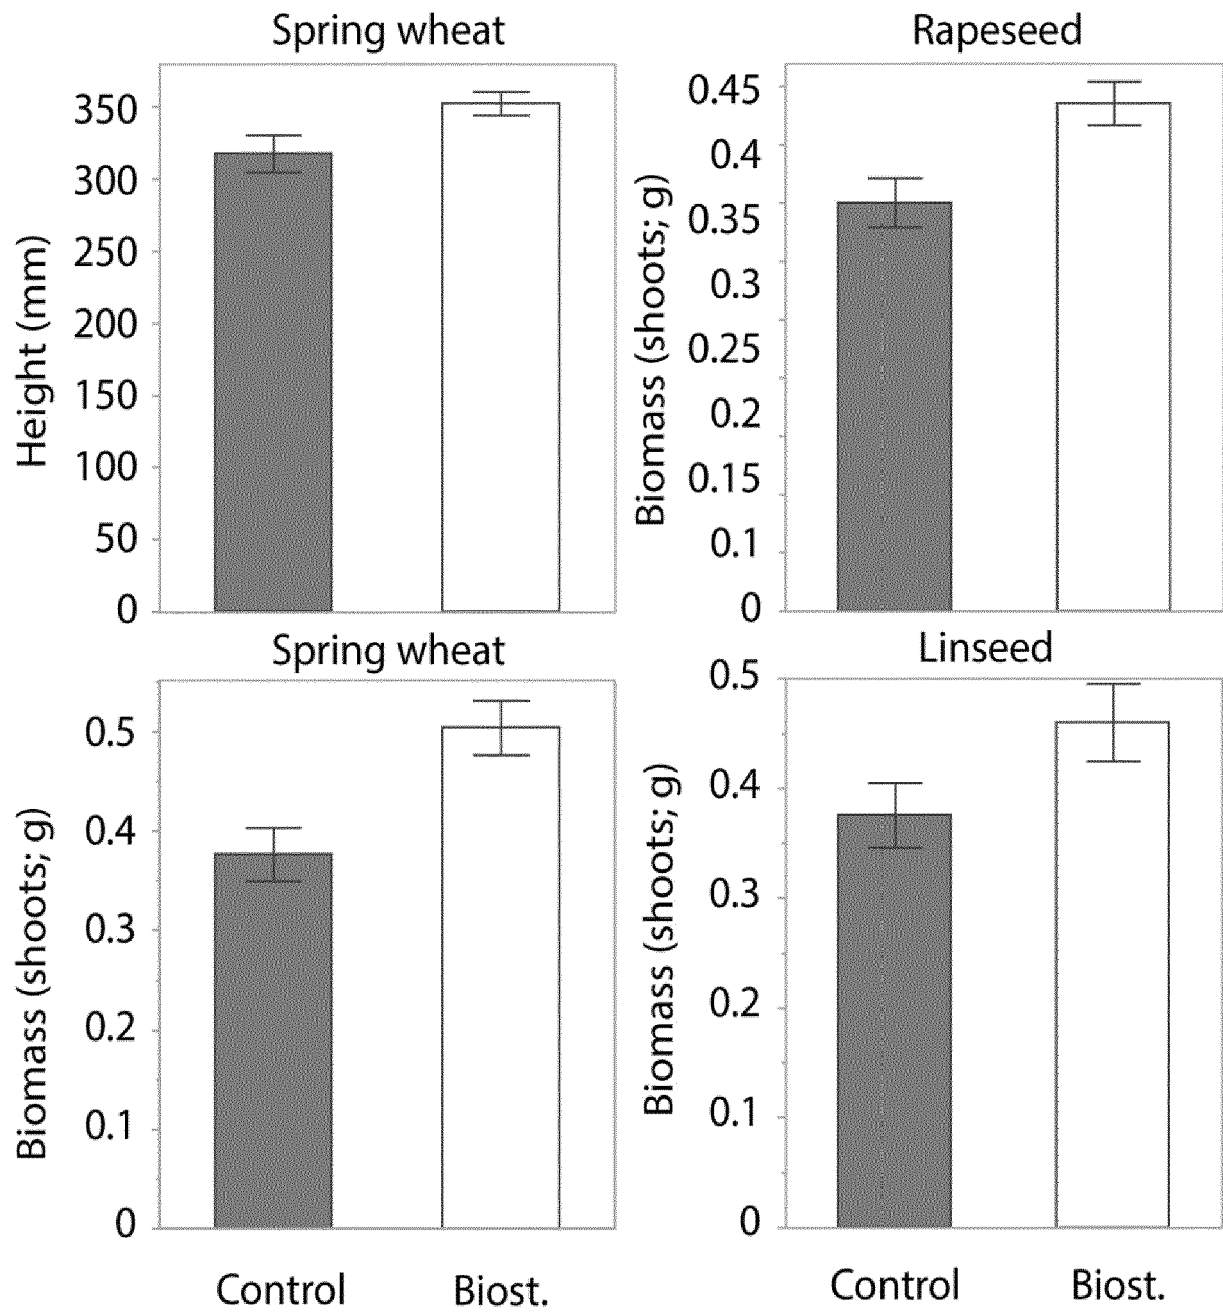 Spring wheat
Height (mm)
350
300
250
200
150
100
50
0
Rapeseed
Biomass (shoots; g)
0.45
0.4
0.35
0.3
0.25
0.2
0.15
0.1
0
Spring wheat
Biomass (shoots; g)
0.5
0.4
0.3
0.2
0.1
0
Control
Biost.
Linseed
Biomass (shoots; g)
0.5
0.4
0.3
0.2
0.1
0
Control
Biost.